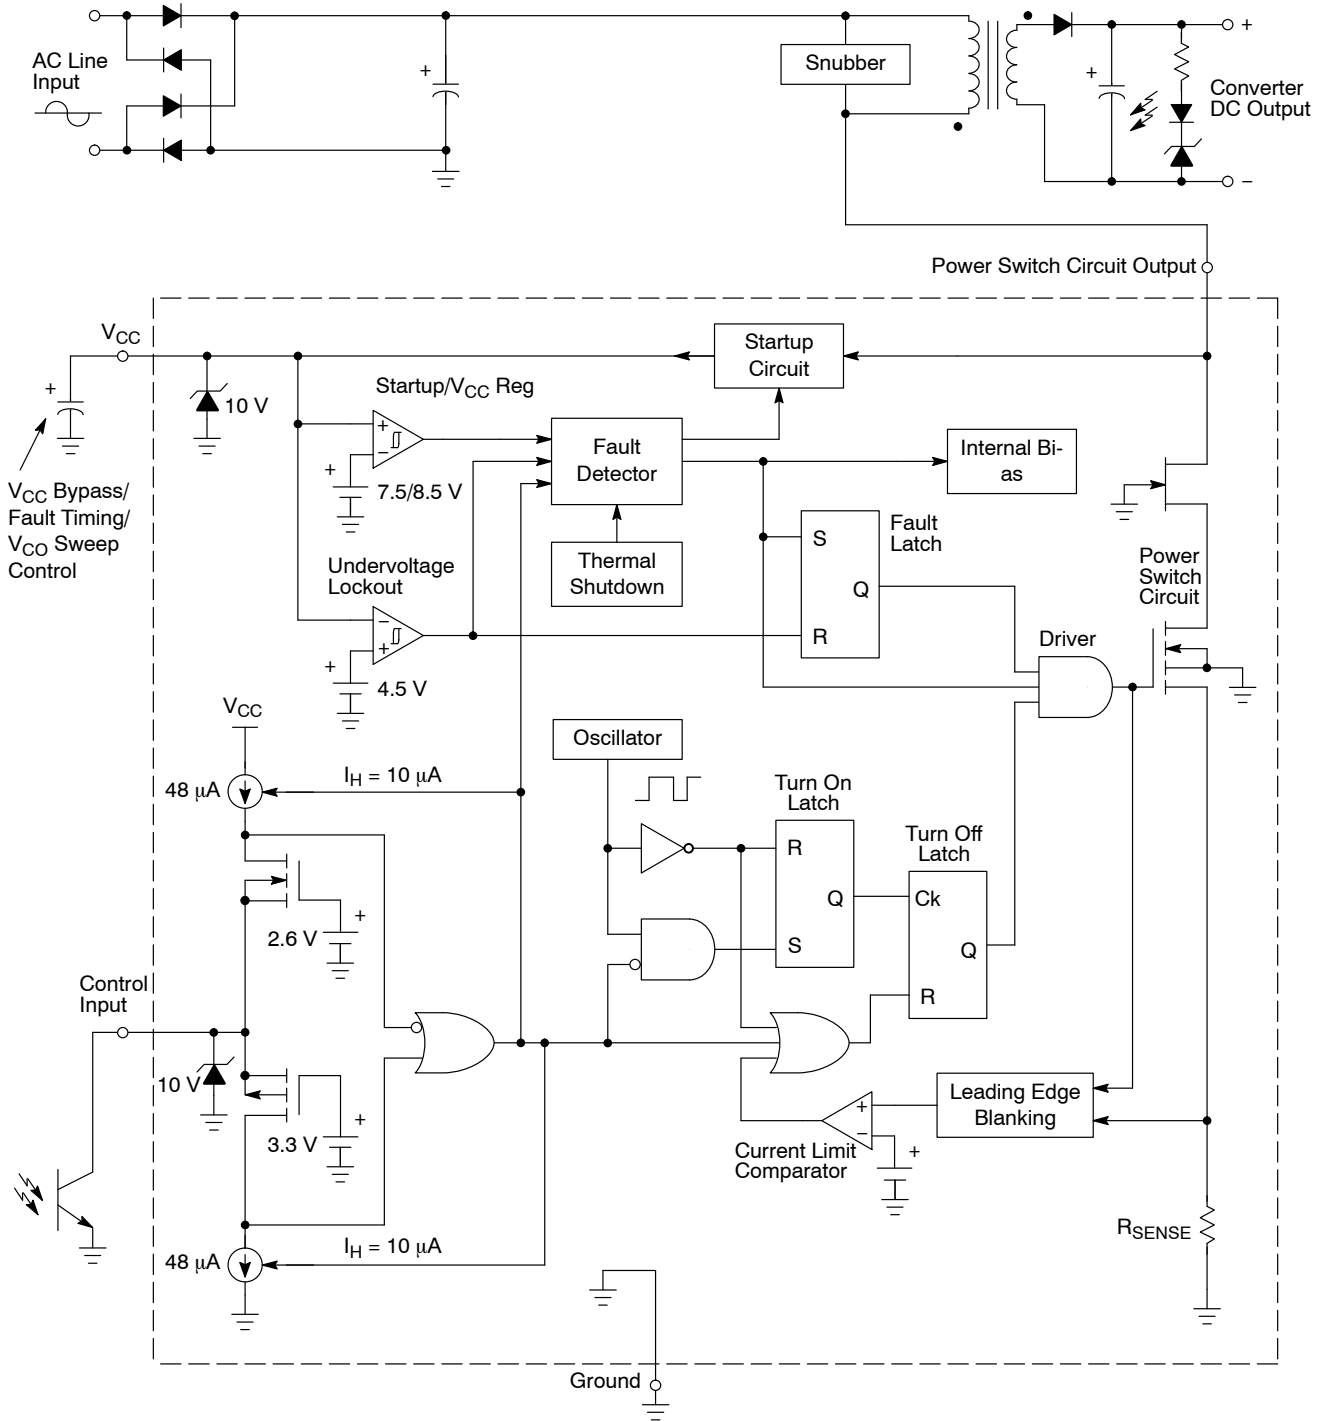 AC Line
Input
+
Snubber
+
+
Converter
DC Output
−
Power Switch Circuit Output
VCC
Startup
Circuit
+
10 V
Startup/VCC Reg
+
−
+
7.5/8.5 V
Fault
Detector
Internal Bi-
as
VCC Bypass/
Fault Timing/
VCO Sweep
Control
Fault
Latch
S
Q
R
Undervoltage
Lockout
−
+
+
4.5 V
Thermal
Shutdown
Power
Switch
Circuit
Driver
VCC
Oscillator
48 µA
IH = 10 µA
Turn On
Latch
R
Q
S
Turn Off
Latch
Ck
Q
R
+
2.6 V
Control
Input
10 V
+
3.3 V
Leading Edge
Blanking
+
−
+
Current Limit
Comparator
RSENSE
48 µA
IH = 10 µA
Ground